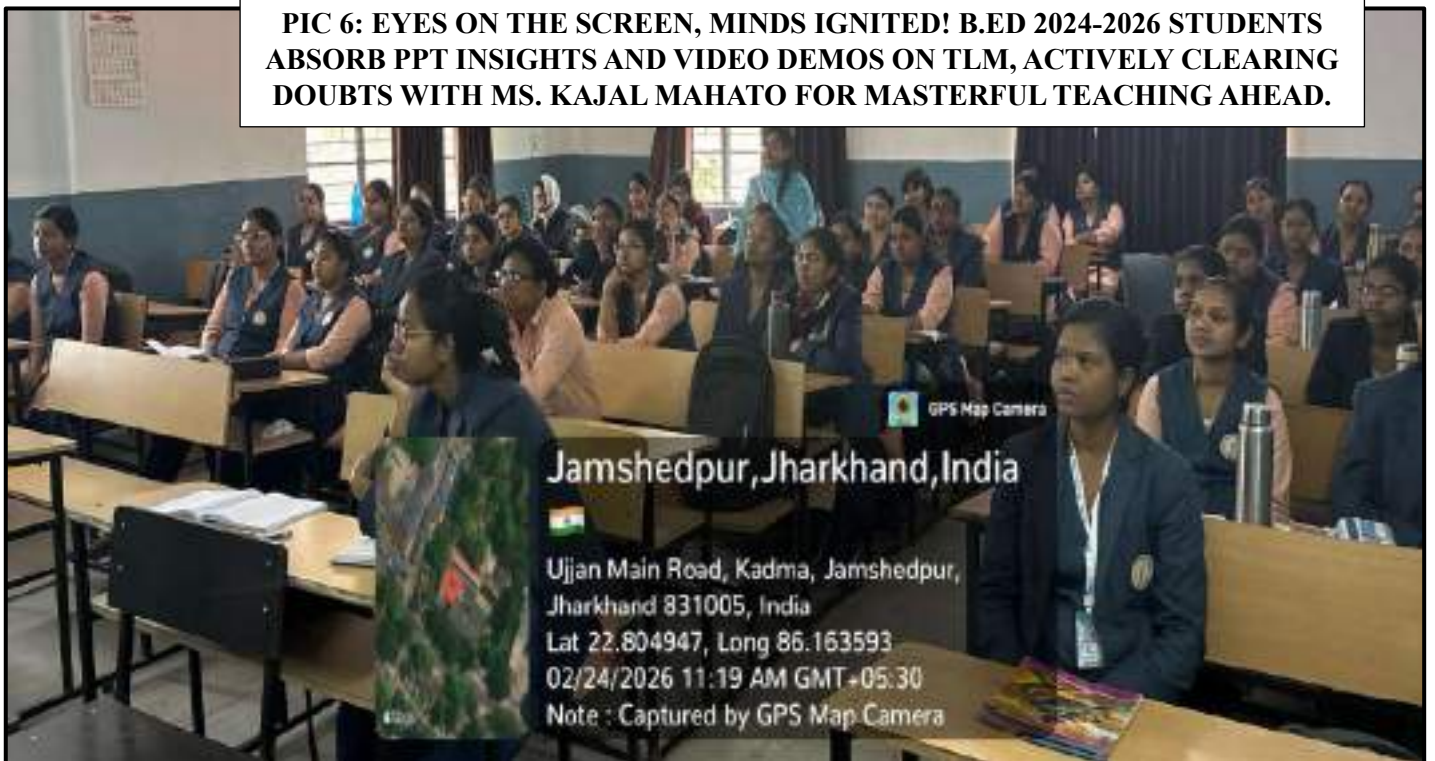 PIC 6: EYES ON THE SCREEN, MINDS IGNITED! B.ED 2024-2026 STUDENTS
ABSORB PPT INSIGHTS AND VIDEO DEMOS ON TLM, ACTIVELY CLEARING
DOUBTS WITH MS. KAJAL MAHATO FOR MASTERFUL TEACHING AHEAD.
GPS Map Camera
Jamshedpur,Jharkhand,India
Ujjan Main Road, Kadma, Jamshedpur,
Jharkhand 831005, India
Lat 22.804947, Long 86.163593
02/24/2026 11:19 AM GMT+05:30
Note : Captured by GPS Map Camera